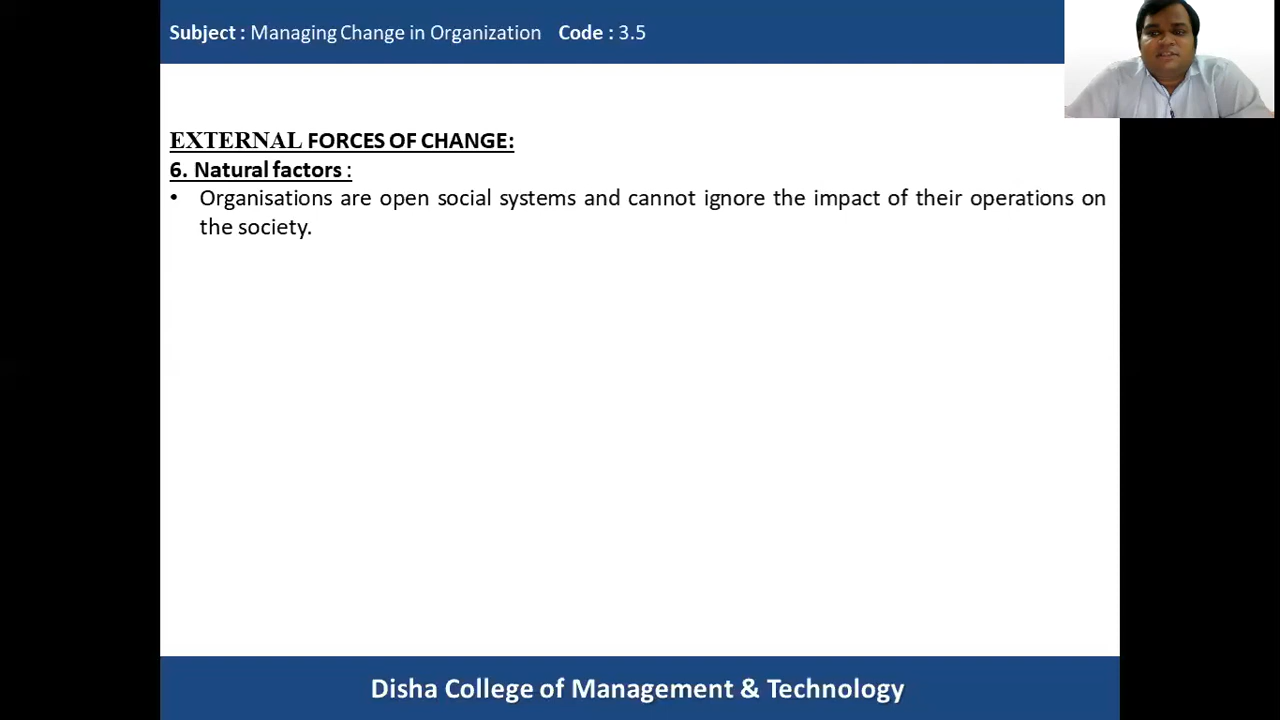 Subject : Managing Change in Organization Code : 3.5
EXTERNAL FORCES OF CHANGE:
6. Natural factors :
• Organisations are open social systems and cannot ignore the impact of their operations on
the society.
Disha College of Management & Technology